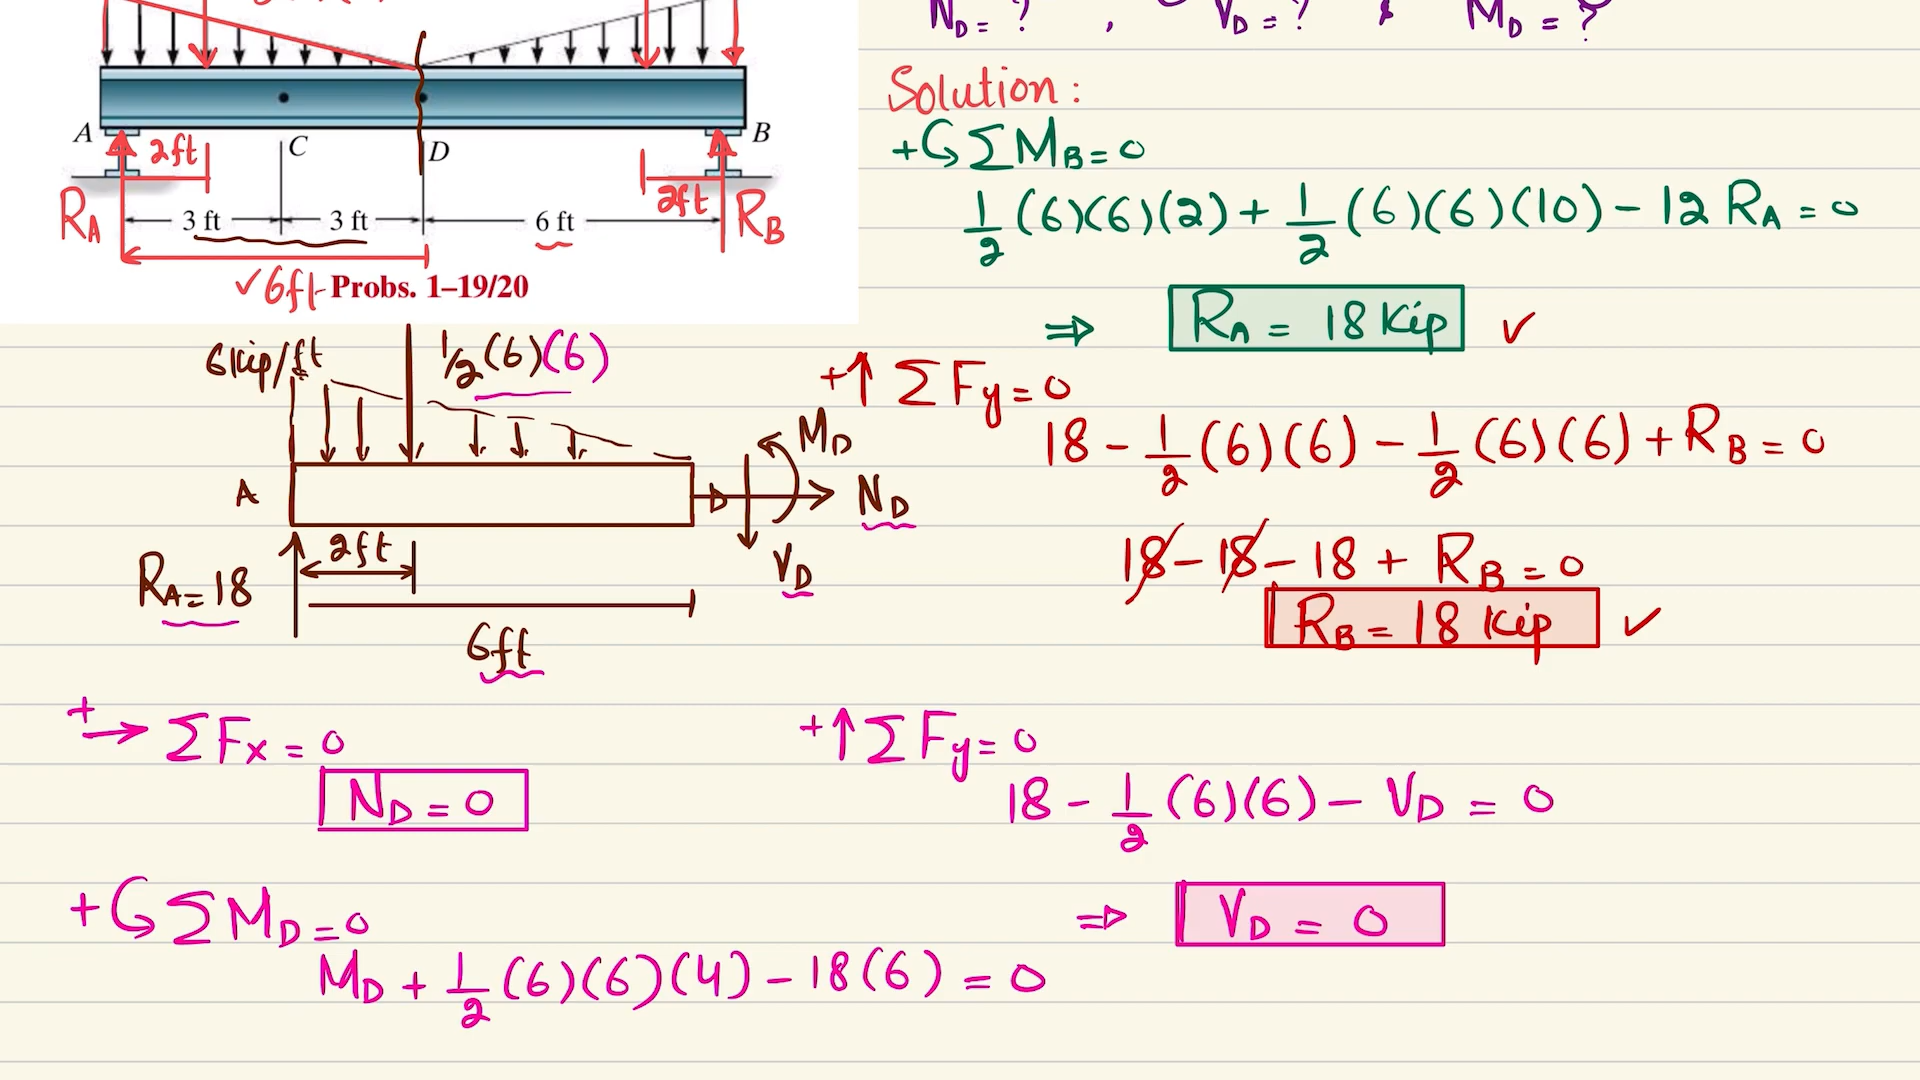 N_D = ? , V_D = ? & M_D = ?
Solution :
+↺ ΣM_B = 0
1/2 (6)(6)(2) + 1/2 (6)(6)(10) - 12 R_A = 0
⇒ R_A = 18 Kip ✓
+↑ ΣF_y = 0
18 - 1/2 (6)(6) - 1/2 (6)(6) + R_B = 0
18 - 18 - 18 + R_B = 0
R_B = 18 Kip ✓
A
C
D
B
2ft
2ft
R_A
R_B
3 ft
3 ft
6 ft
✓ 6ft
Probs. 1–19/20
6kip/ft
1/2 (6)(6)
M_D
A
D
N_D
V_D
2ft
R_A = 18
6ft
+→ ΣF_x = 0
N_D = 0
+↑ ΣF_y = 0
18 - 1/2 (6)(6) - V_D = 0
⇒ V_D = 0
+↺ ΣM_D = 0
M_D + 1/2 (6)(6)(4) - 18(6) = 0